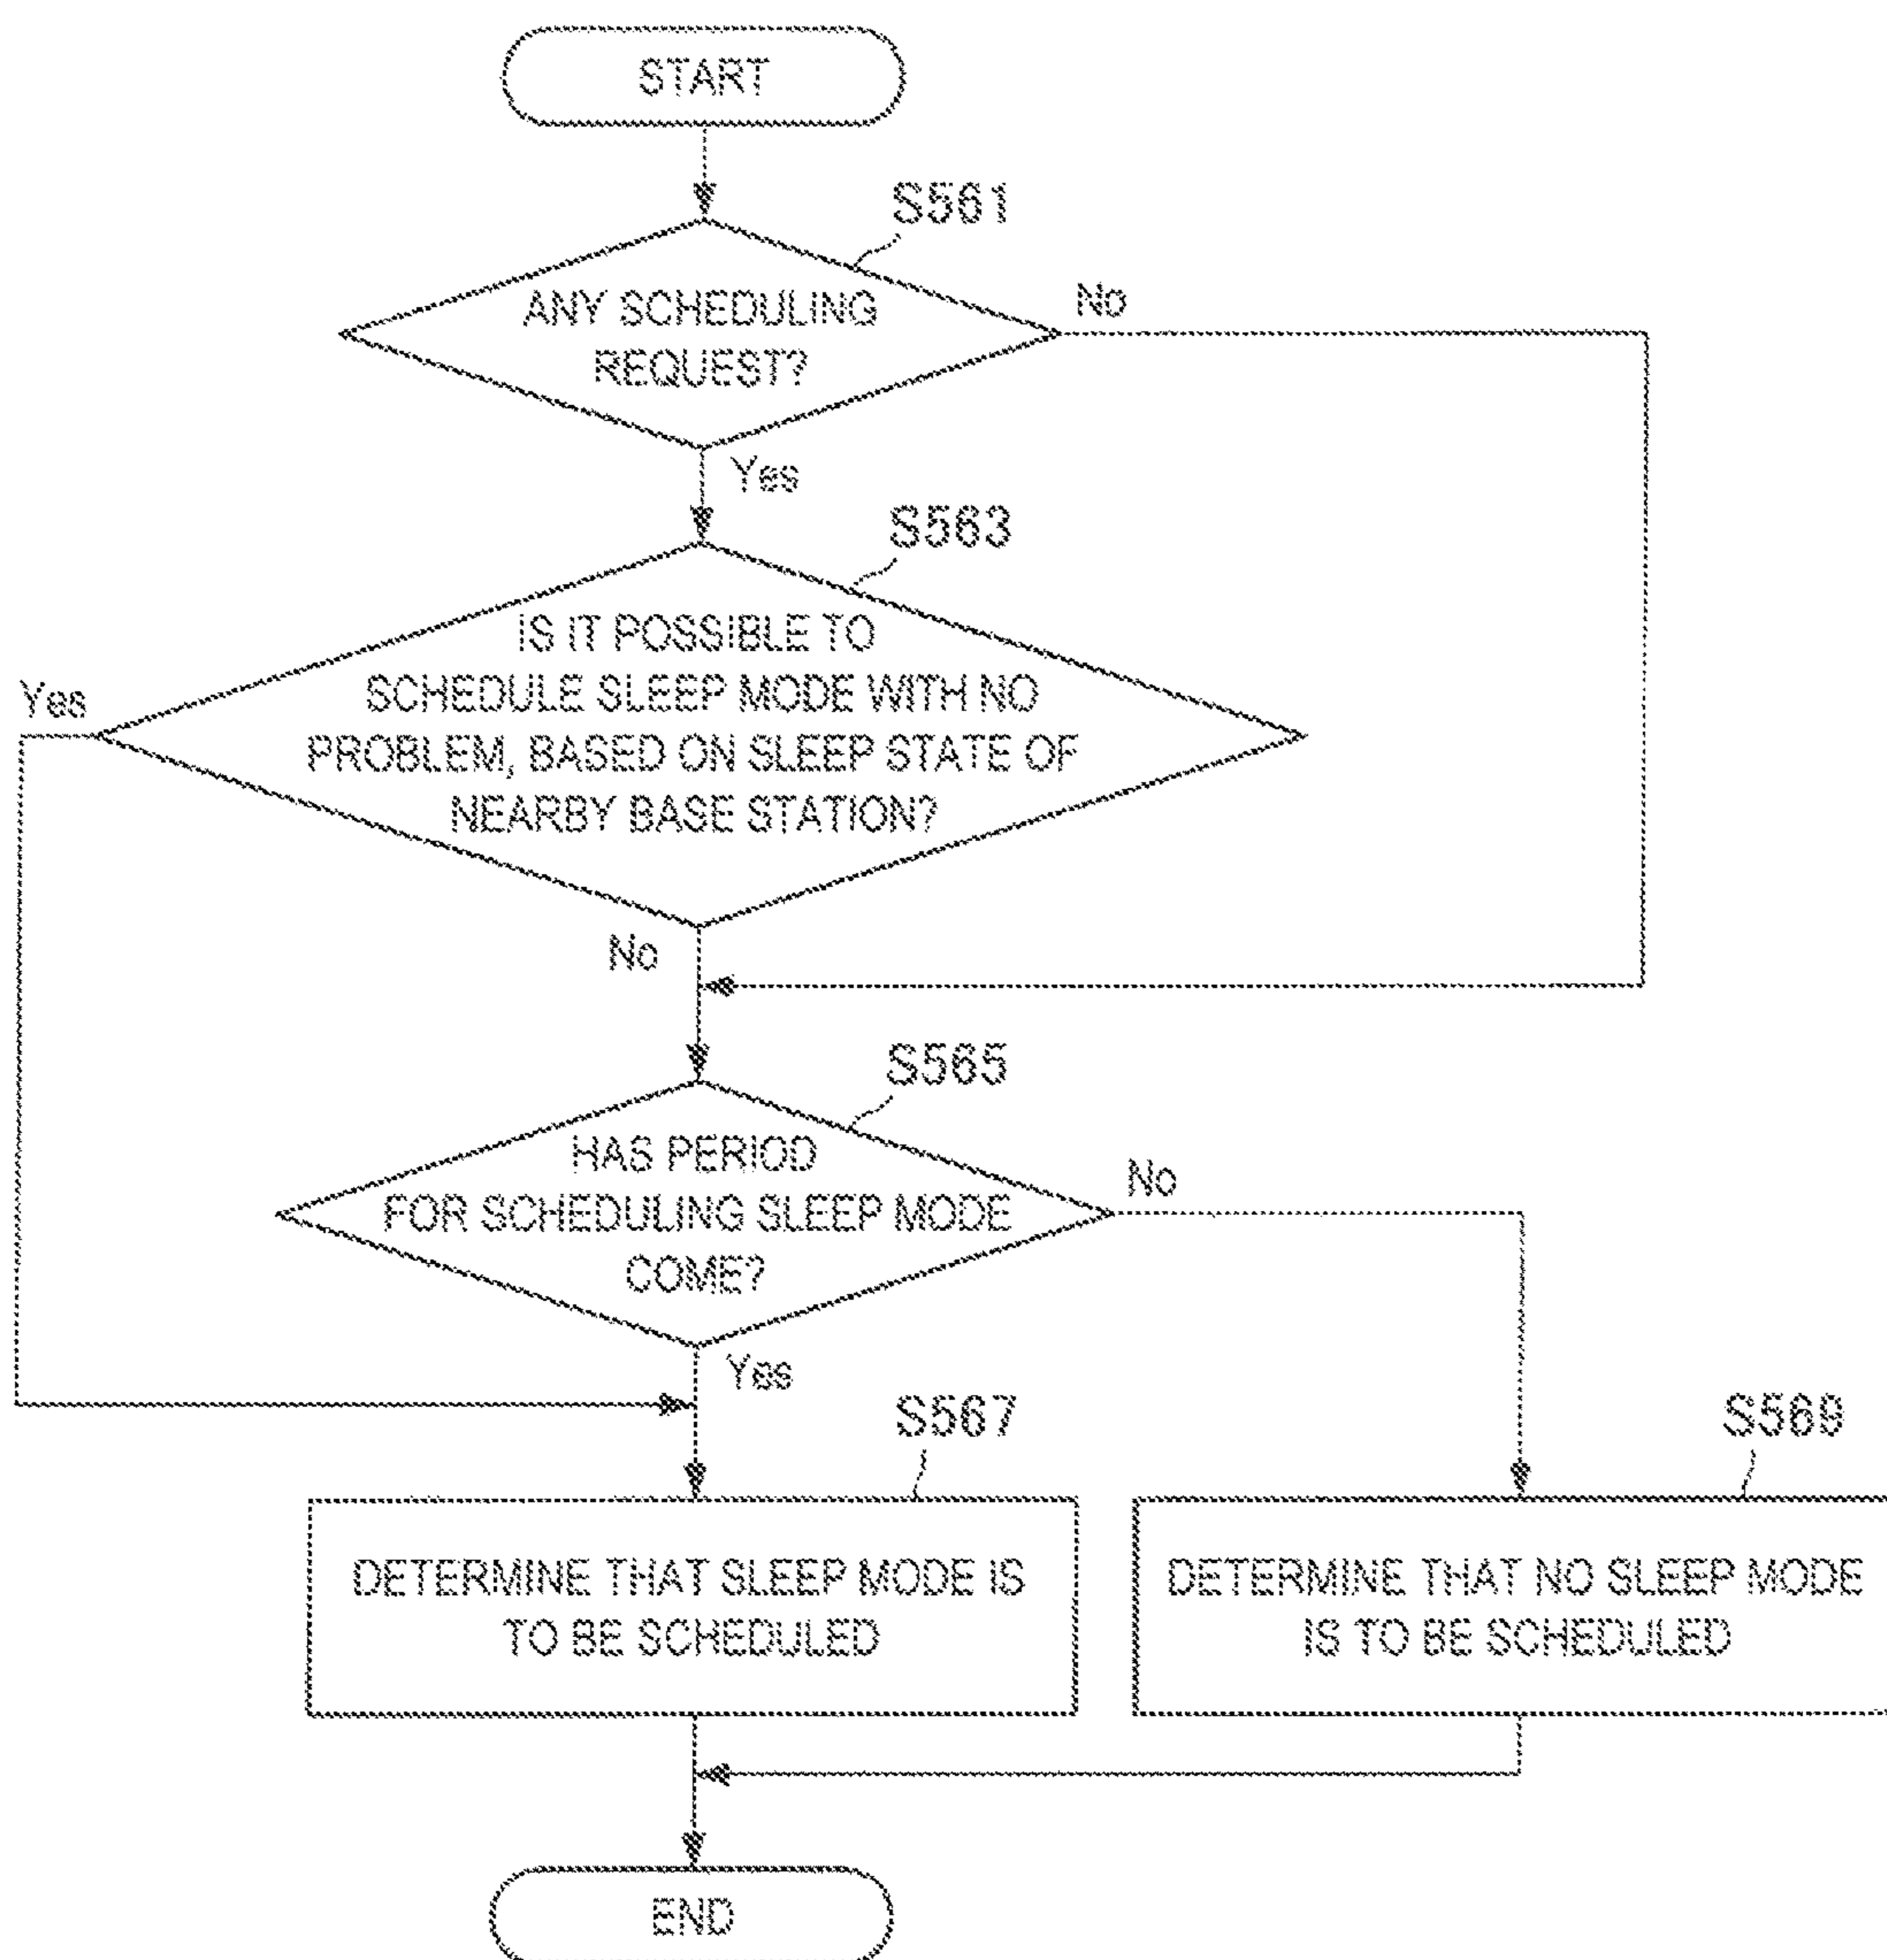 START
S561
ANY SCHEDULING
REQUEST?
No
Yes
S563
IS IT POSSIBLE TO
SCHEDULE SLEEP MODE WITH NO
PROBLEM, BASED ON SLEEP STATE OF
NEARBY BASE STATION?
Yes
No
S565
HAS PERIOD
FOR SCHEDULING SLEEP MODE
COME?
No
Yes
S567
DETERMINE THAT SLEEP MODE IS
TO BE SCHEDULED
S569
DETERMINE THAT NO SLEEP MODE
IS TO BE SCHEDULED
END